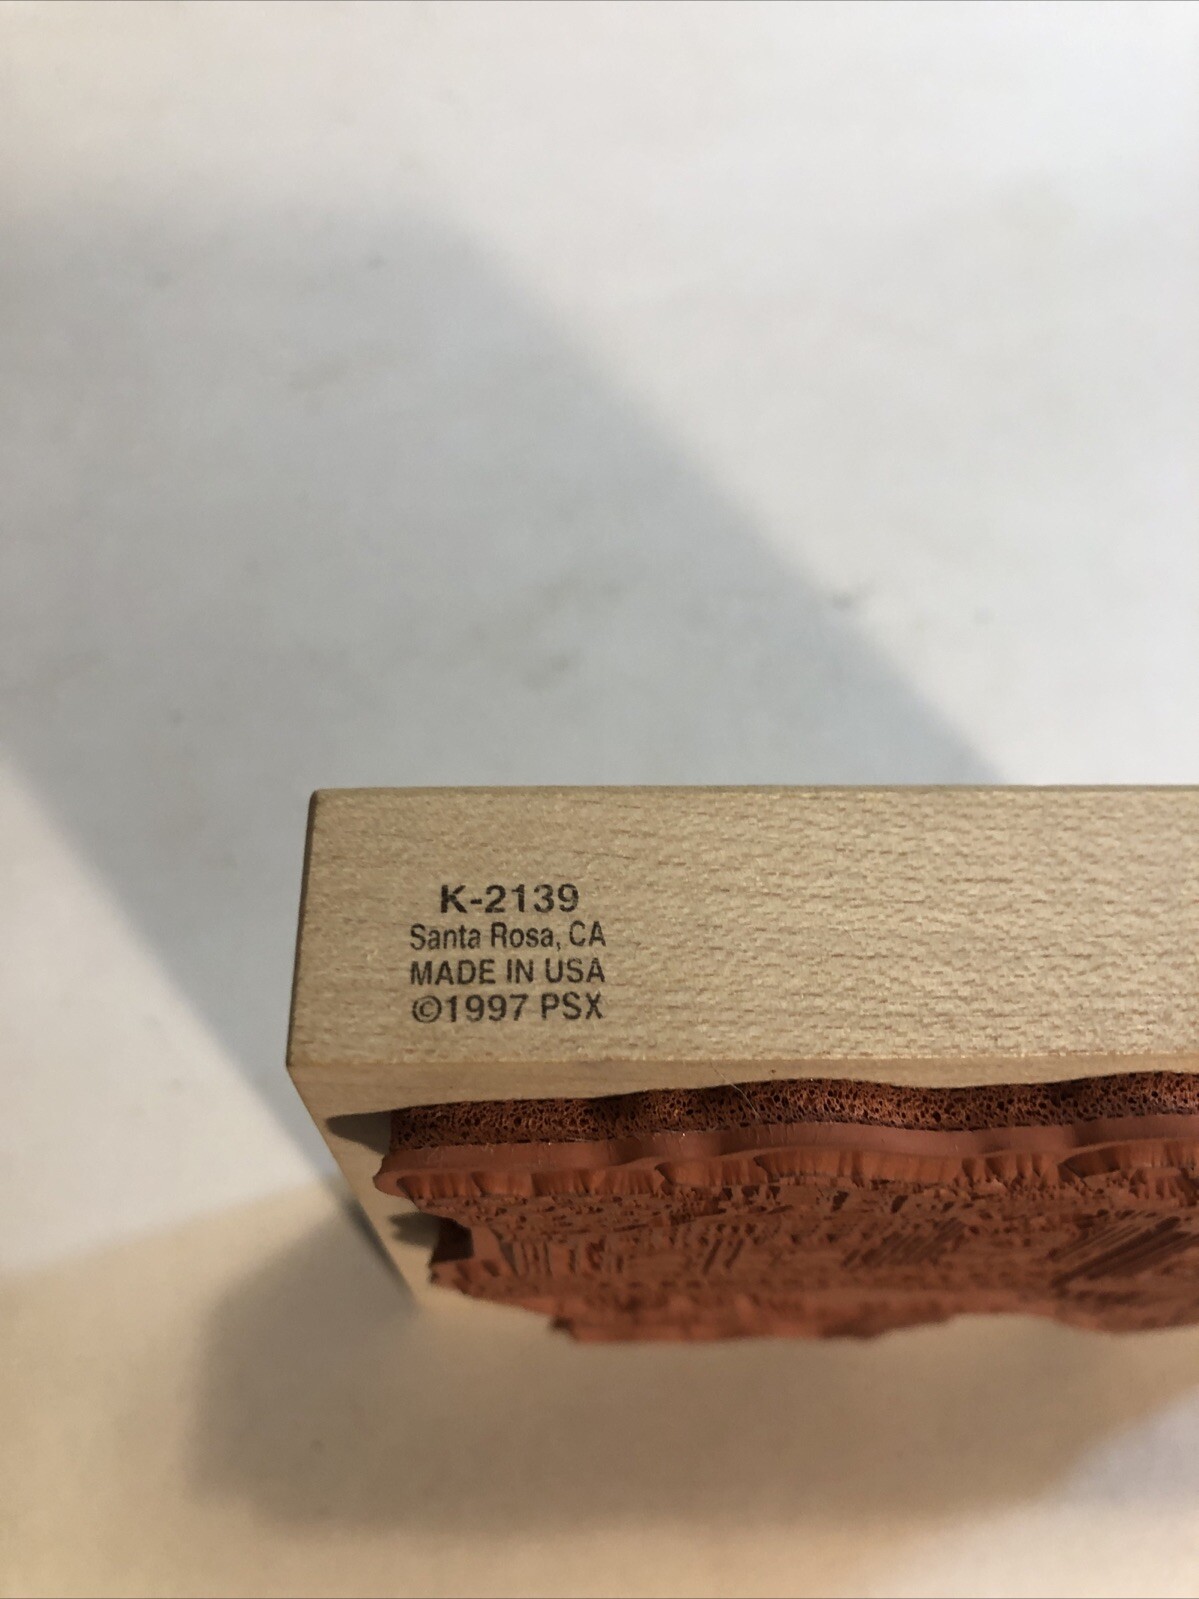 K-2139
Santa Rosa, CA
MADE IN USA
©1997 PSX